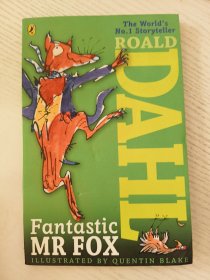 The World's
No.1 Storyteller
ROALD
DAHL
Fantastic
MR FOX
ILLUSTRATED BY QUENTIN BLAKE